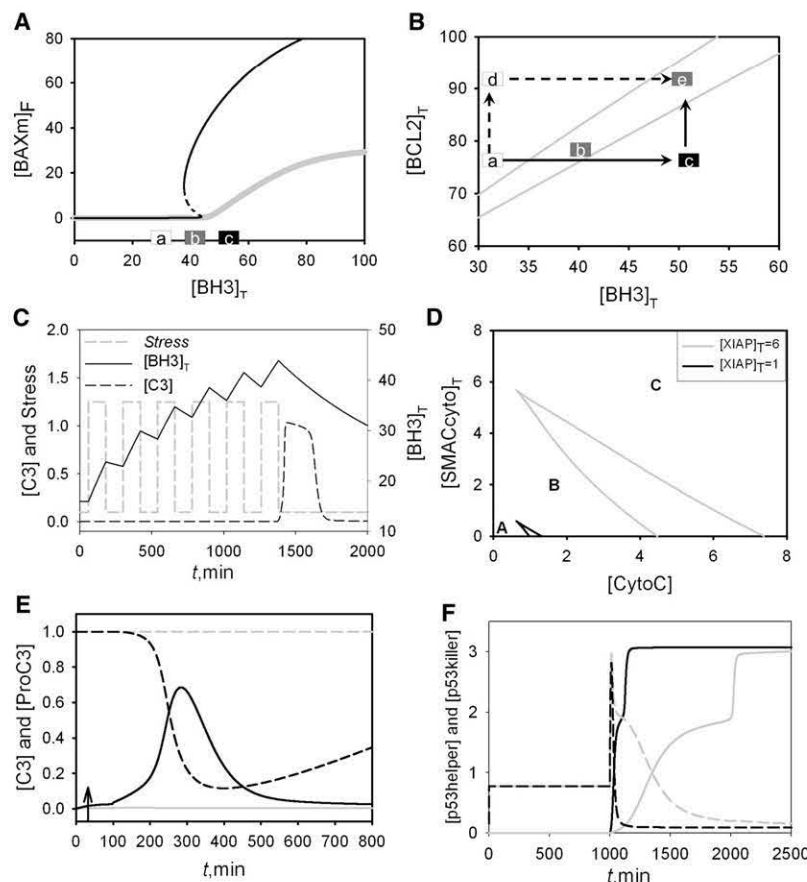 A
[BAXm]F
80
60
40
20
0
a b c
0 20 40 60 80 100
[BH3]T
B
[BCL2]T
100
90
80
70
60
d e
b
a c
30 35 40 45 50 55 60
[BH3]T
C
[C3] and Stress
2.0
1.5
1.0
0.5
0.0
Stress
[BH3]T
[C3]
50
40
30
20
10
[BH3]T
0 500 1000 1500 2000
t,min
D
[SMACcyto]T
8
6
4
2
0
[XIAP]T=6
[XIAP]T=1
C
B
A
2 4 6 8
[CytoC]
E
[C3] and [ProC3]
1.0
0.8
0.6
0.4
0.2
0.0
0 100 200 300 400 500 600 700 800
t,min
F
[p53helper] and [p53killer]
3
2
1
0
0 500 1000 1500 2000 2500
t,min